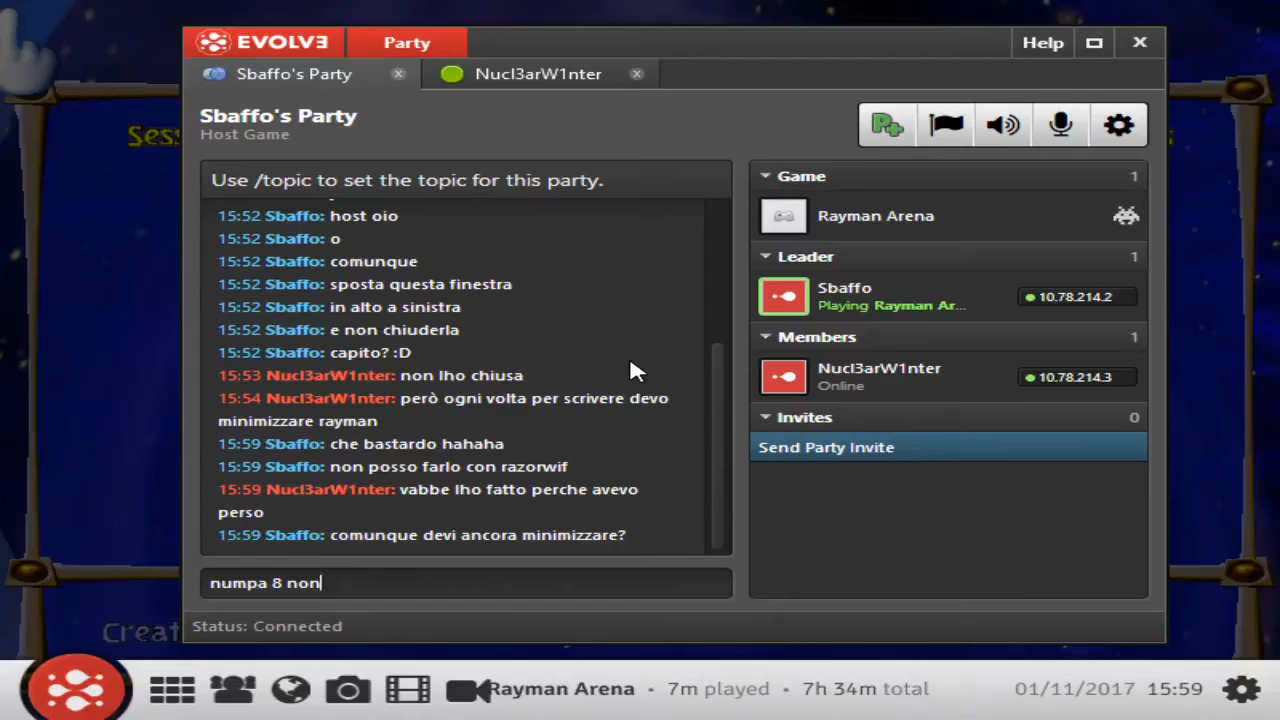 EVOLVE Party Help
Sbaffo's Party Nucl3arW1nter
Sbaffo's Party
Host Game
Use /topic to set the topic for this party.
15:52 Sbaffo: host oio
15:52 Sbaffo: o
15:52 Sbaffo: comunque
15:52 Sbaffo: sposta questa finestra
15:52 Sbaffo: in alto a sinistra
15:52 Sbaffo: e non chiuderla
15:52 Sbaffo: capito? :D
15:53 Nucl3arW1nter: non lho chiusa
15:54 Nucl3arW1nter: però ogni volta per scrivere devo
minimizzare rayman
15:59 Sbaffo: che bastardo hahaha
15:59 Sbaffo: non posso farlo con razorwif
15:59 Nucl3arW1nter: vabbe lho fatto perche avevo
perso
15:59 Sbaffo: comunque devi ancora minimizzare?
numpa 8 non
Game 1
Rayman Arena
Leader 1
Sbaffo
Playing Rayman Ar... 10.78.214.2
Members 1
Nucl3arW1nter
Online 10.78.214.3
Invites 0
Send Party Invite
Status: Connected
Sess
Creat
Rayman Arena • 7m played • 7h 34m total 01/11/2017 15:59